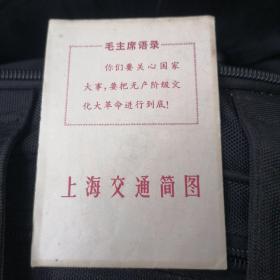 毛主席语录
你们要关心国家
大事，要把无产阶级文
化大革命进行到底！
上海交通简图